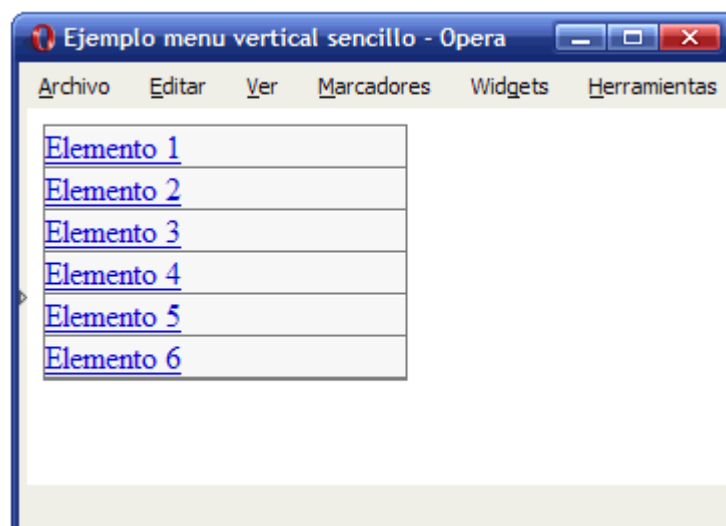 Ejemplo menu vertical sencillo - Opera
Archivo Editar Ver Marcadores Widgets Herramientas
Elemento 1
Elemento 2
Elemento 3
Elemento 4
Elemento 5
Elemento 6